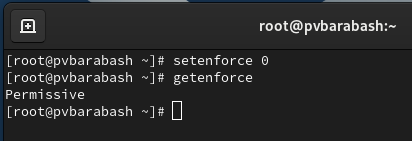 root@pvbarabash:~
[root@pvbarabash ~]# setenforce 0
[root@pvbarabash ~]# getenforce
Permissive
[root@pvbarabash ~]#